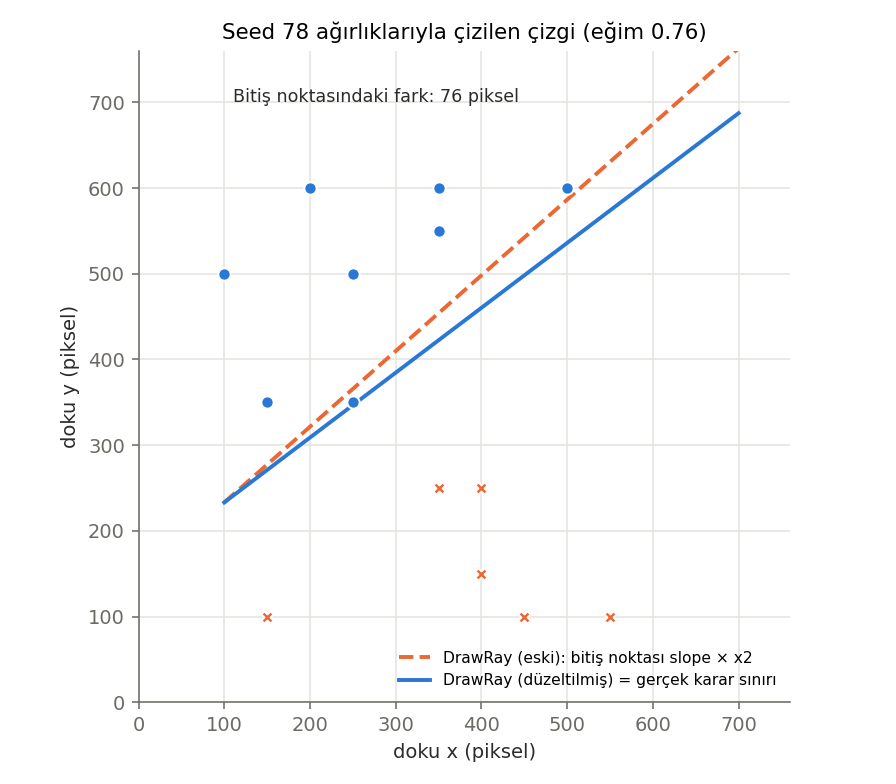 Seed 78 ağırlıklarıyla çizilen çizgi (eğim 0.76)
Bitiş noktasındaki fark: 76 piksel
700
600
500
400
300
200
100
0
doku y (piksel)
DrawRay (eski): bitiş noktası slope × x2
DrawRay (düzeltilmiş) = gerçek karar sınırı
0 100 200 300 400 500 600 700
doku x (piksel)